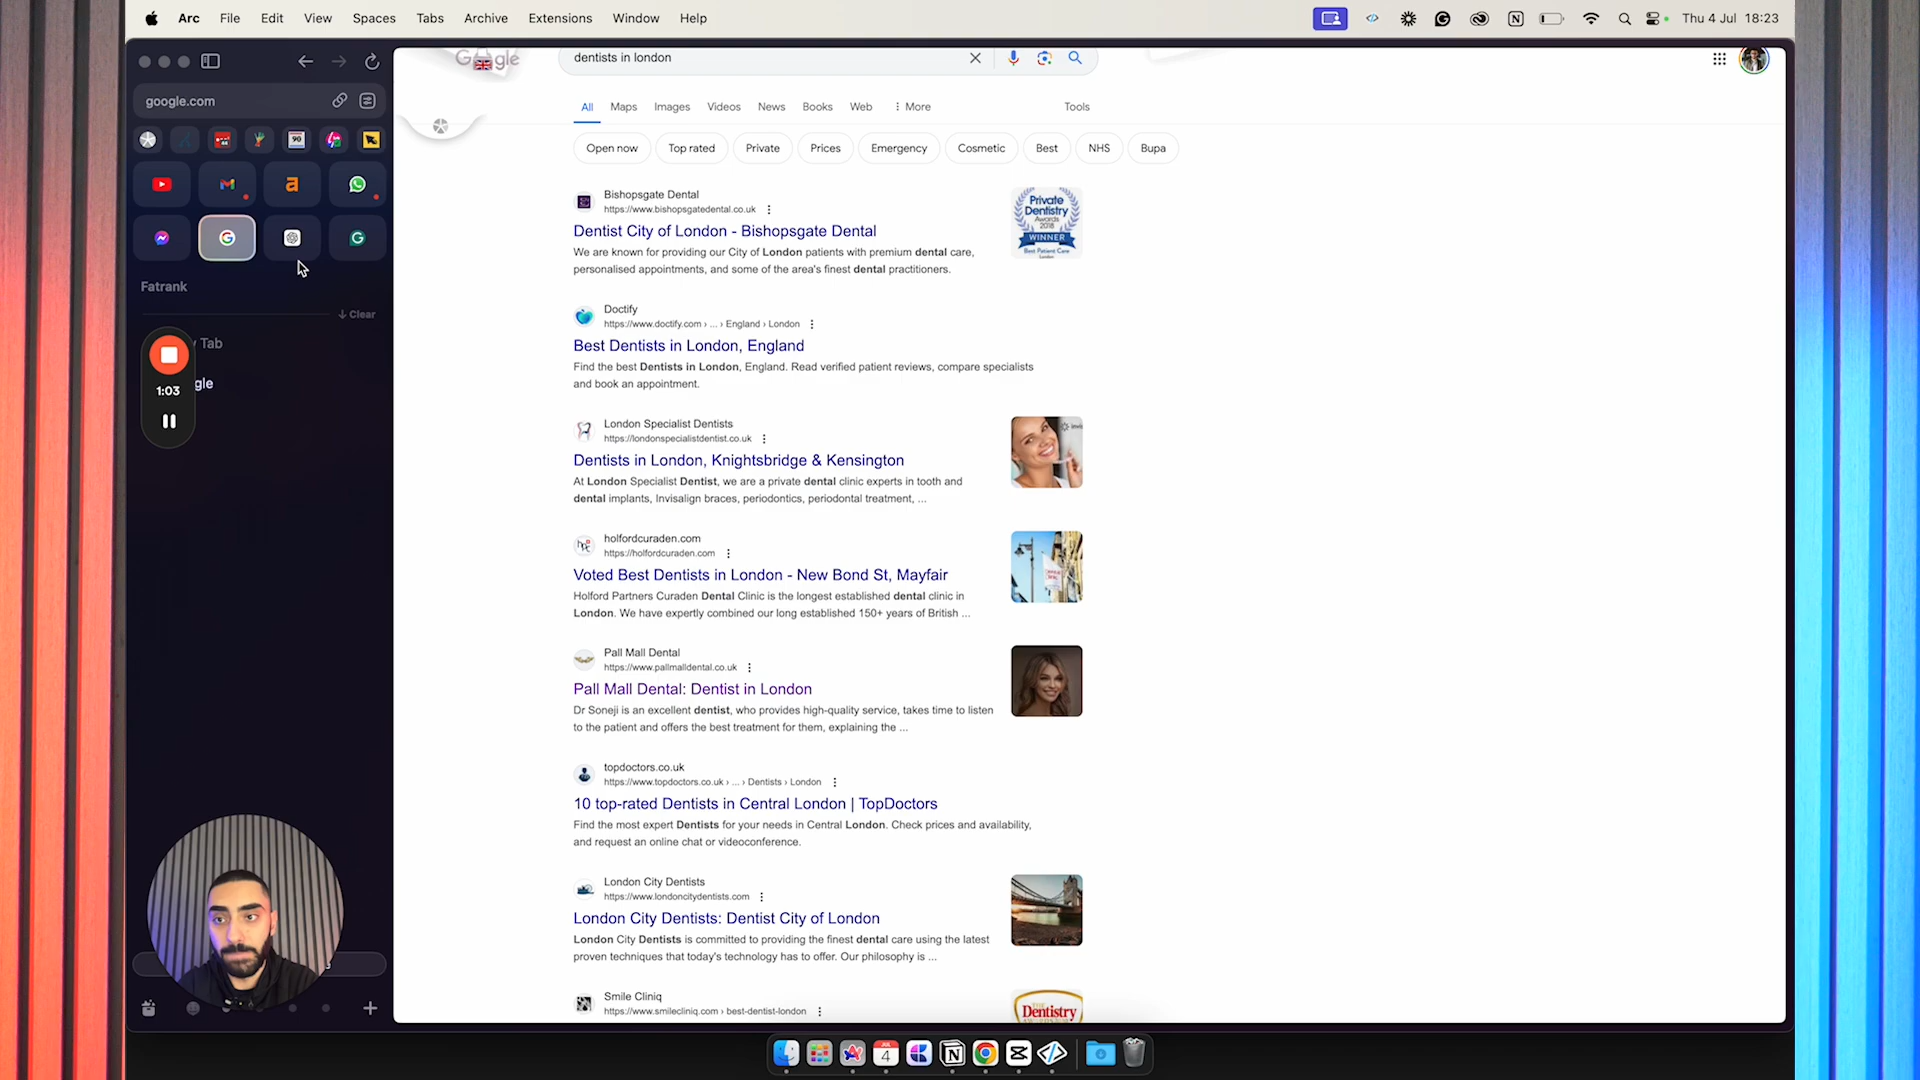 Arc File Edit View Spaces Tabs Archive Extensions Window Help
Thu 4 Jul 18:23
google.com
90
Fatrank
Clear
Tab
gle
1:03
Google
dentists in london
All Maps Images Videos News Books Web More Tools
Open now Top rated Private Prices Emergency Cosmetic Best NHS Bupa
Bishopsgate Dental
https://www.bishopsgatedental.co.uk
Dentist City of London - Bishopsgate Dental
We are known for providing our City of London patients with premium dental care,
personalised appointments, and some of the area's finest dental practitioners.
Private
Dentistry
Awards
2018
WINNER
Best Patient Care
London
Doctify
https://www.doctify.com › ... › England › London
Best Dentists in London, England
Find the best Dentists in London, England. Read verified patient reviews, compare specialists
and book an appointment.
London Specialist Dentists
https://londonspecialistdentist.co.uk
Dentists in London, Knightsbridge & Kensington
At London Specialist Dentist, we are a private dental clinic experts in tooth and
dental implants, Invisalign braces, periodontics, periodontal treatment, ...
holfordcuraden.com
https://holfordcuraden.com
Voted Best Dentists in London - New Bond St, Mayfair
Holford Partners Curaden Dental Clinic is the longest established dental clinic in
London. We have expertly combined our long established 150+ years of British ...
Pall Mall Dental
https://www.pallmalldental.co.uk
Pall Mall Dental: Dentist in London
Dr Soneji is an excellent dentist, who provides high-quality service, takes time to listen
to the patient and offers the best treatment for them, explaining the ...
topdoctors.co.uk
https://www.topdoctors.co.uk › ... › Dentists › London
10 top-rated Dentists in Central London | TopDoctors
Find the most expert Dentists for your needs in Central London. Check prices and availability,
and request an online chat or videoconference.
London City Dentists
https://www.londoncitydentists.com
London City Dentists: Dentist City of London
London City Dentists is committed to providing the finest dental care using the latest
proven techniques that today's technology has to offer. Our philosophy is ...
Smile Cliniq
https://www.smilecliniq.com › best-dentist-london
Dentistry
JUL
4